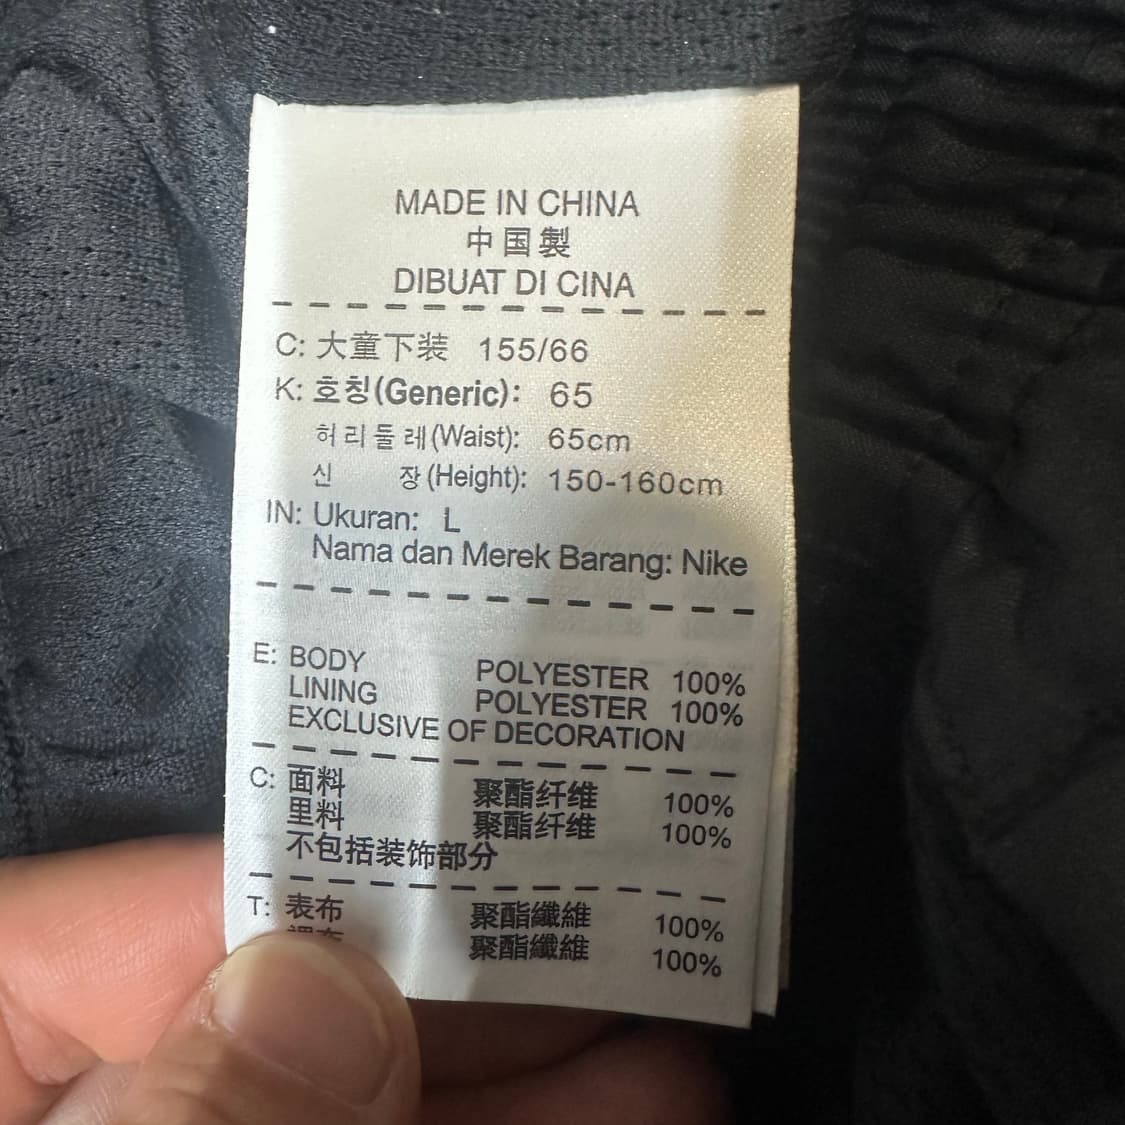 MADE IN CHINA
中国製
DIBUAT DI CINA
C: 大童下装 155/66
K: 호칭(Generic): 65
허리둘레(Waist): 65cm
신 장(Height): 150-160cm
IN: Ukuran: L
Nama dan Merek Barang: Nike
E: BODY POLYESTER 100%
LINING POLYESTER 100%
EXCLUSIVE OF DECORATION
C: 面料 聚酯纤维 100%
里料 聚酯纤维 100%
不包括装饰部分
T: 表布 聚酯纖維 100%
聚酯纖維 100%